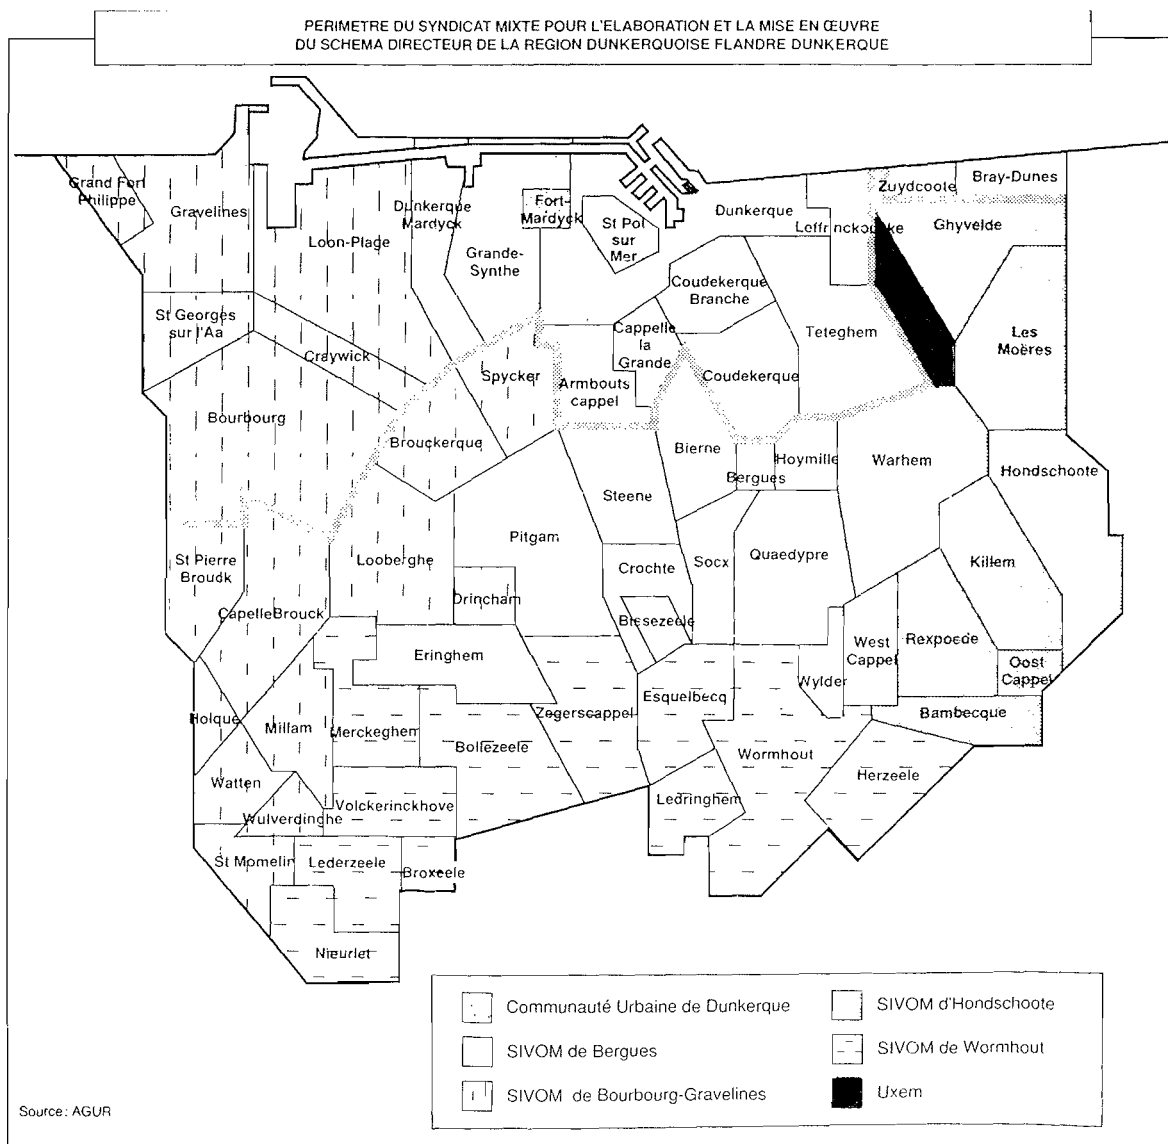 PERIMETRE DU SYNDICAT MIXTE POUR L'ELABORATION ET LA MISE EN ŒUVRE
DU SCHEMA DIRECTEUR DE LA REGION DUNKERQUOISE FLANDRE DUNKERQUE
Grand Fort
Philippe
Gravelines
Loon-Plage
Dunkerque
Mardyck
Grande-
Synthe
Fort-
Mardyck
St Pol
sur
Mer
Dunkerque
Leffrinckoucke
Zuydcoote
Bray-Dunes
Ghyvelde
Coudekerque
Branche
Teteghem
Les
Moëres
St Georges
sur l'Aa
Craywick
Cappelle
la
Grande
Spycker
Armbouts
cappel
Coudekerque
Bourbourg
Brouckerque
Bierne
Bergues
Hoymille
Warhem
Hondschoote
Steene
Pitgam
St Pierre
Brouck
Looberghe
Crochte
Socx
Quaedypre
Killem
Drincham
CapelleBrouck
Bissezeele
Eringhem
West
Cappel
Rexpoede
Oost
Cappel
Wylder
Esquelbecq
Holque
Millam
Merckeghem
Zegerscappel
Bambecque
Bollezeele
Wormhout
Herzeele
Watten
Wulverdinghe
Volckerinckhove
Ledringhem
St Momelin
Lederzeele
Broxeele
Nieurlet
Communauté Urbaine de Dunkerque
SIVOM de Bergues
SIVOM de Bourbourg-Gravelines
SIVOM d'Hondschoote
SIVOM de Wormhout
Uxem
Source: AGUR